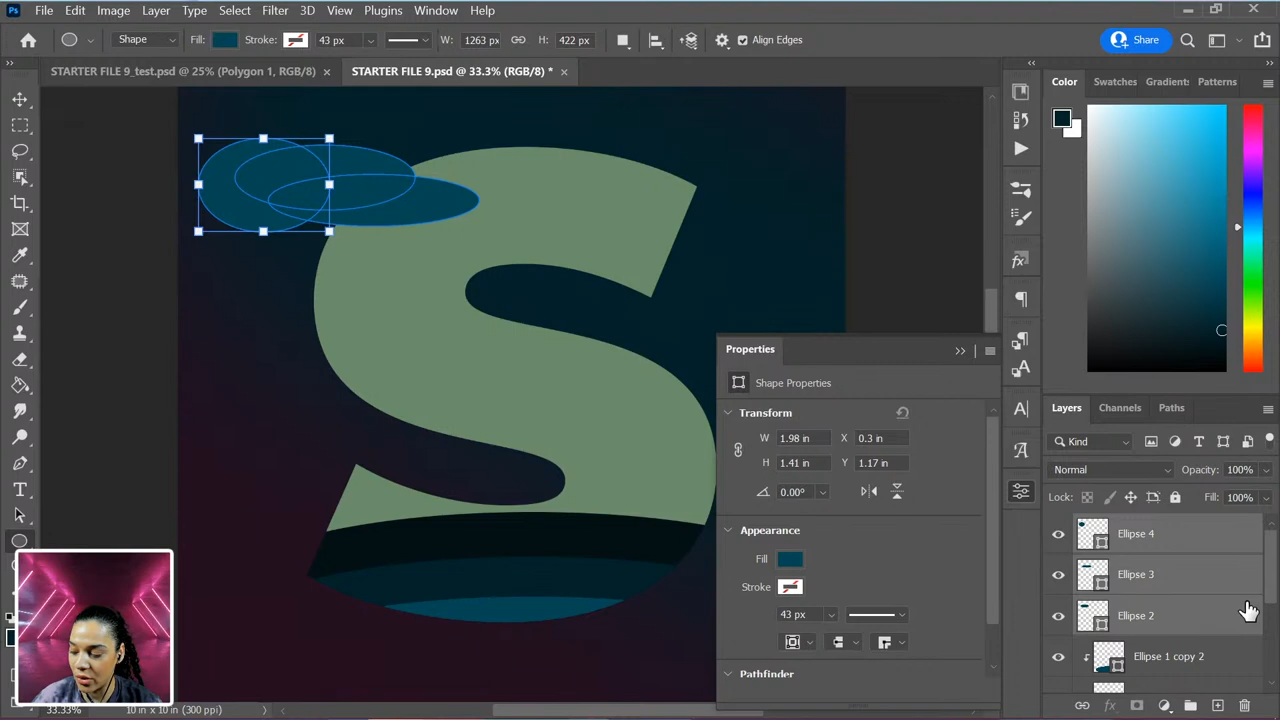 Ps File Edit Image Layer Type Select Filter 3D View Plugins Window Help
Shape Fill: Stroke: 43 px W: 1263 px H: 422 px Align Edges Share
STARTER FILE 9_test.psd @ 25% (Polygon 1, RGB/8) × STARTER FILE 9.psd @ 33.3% (RGB/8) * ×
Color Swatches Gradient: Patterns
S
Properties
Shape Properties
Transform
W 1.98 in X 0.3 in
H 1.41 in Y 1.17 in
0.00°
Appearance
Fill
Stroke
43 px
Pathfinder
Layers Channels Paths
Kind
Normal Opacity: 100%
Lock: Fill: 100%
Ellipse 4
Ellipse 3
Ellipse 2
Ellipse 1 copy 2
33.33% 10 in x 10 in (300 ppi)